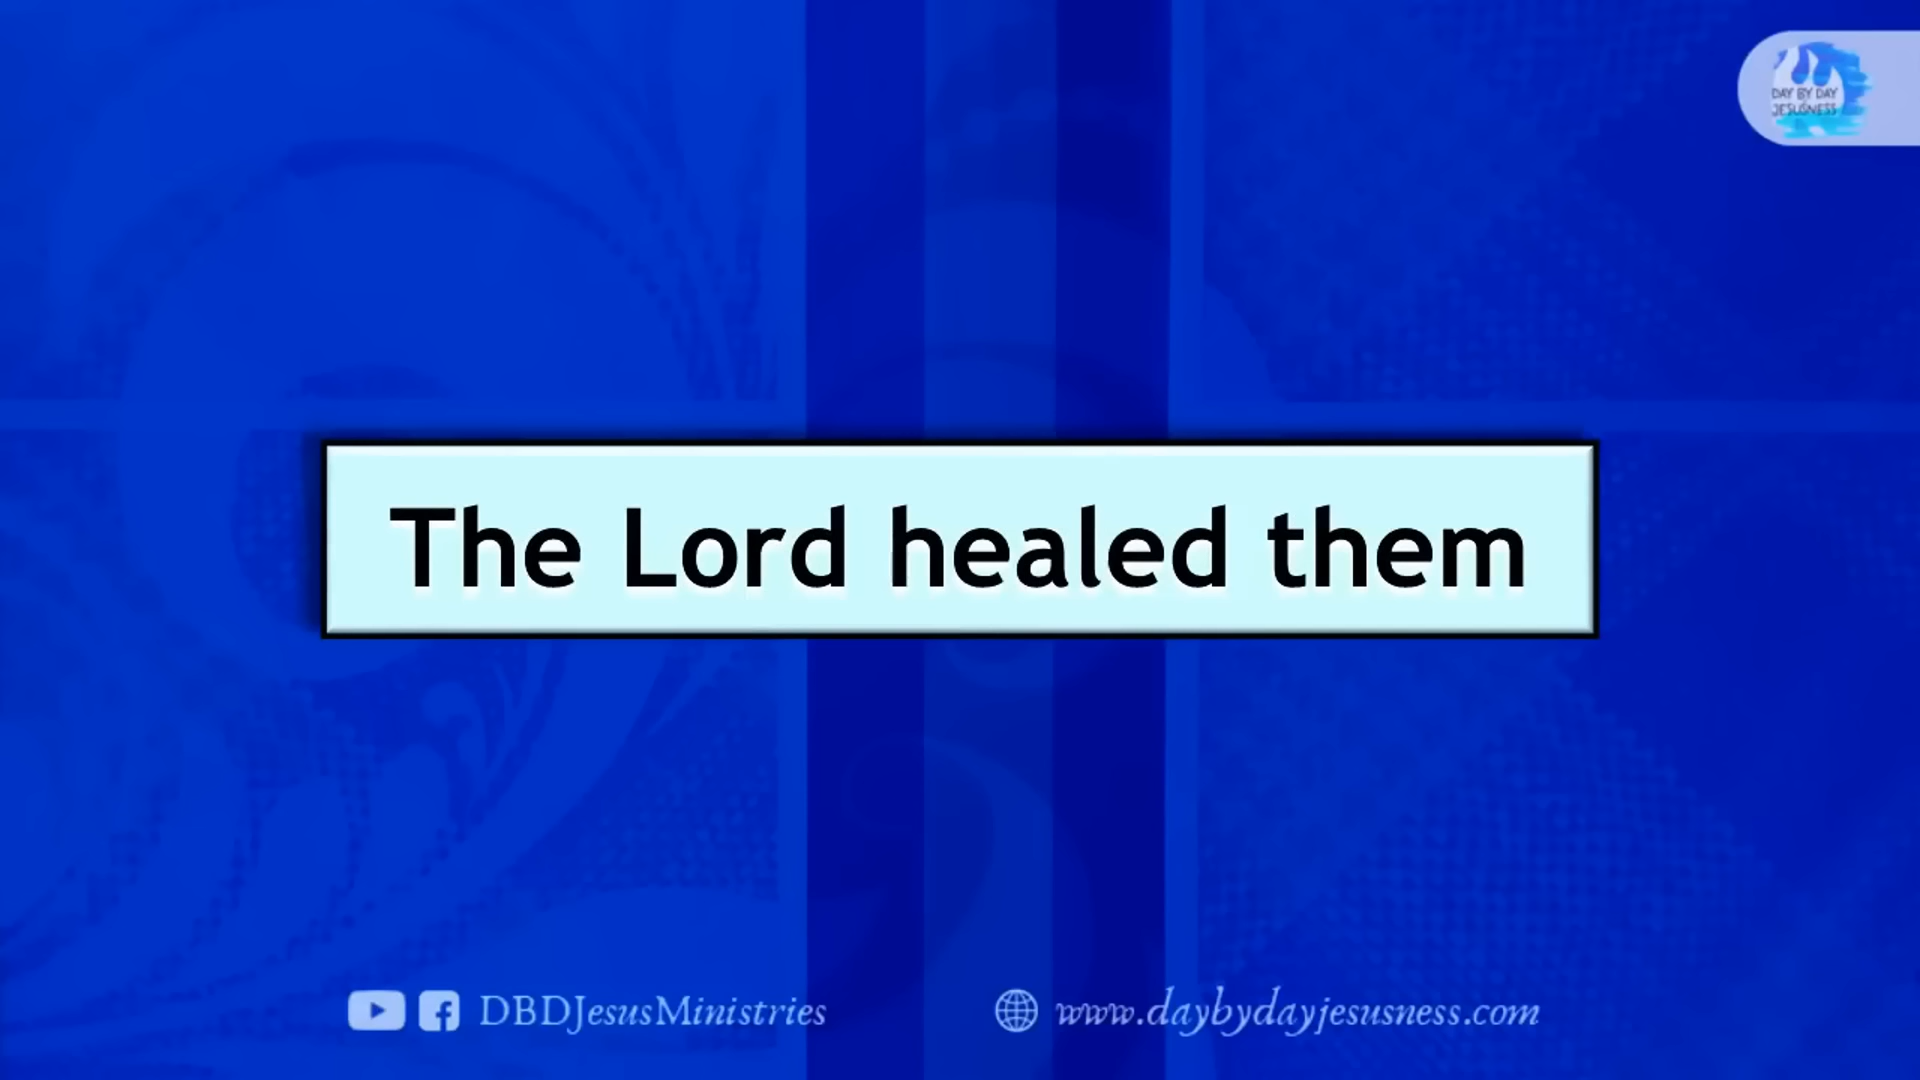 DAY BY DAY
JESUSNESS
The Lord healed them
DBDJesusMinistries
www.daybydayjesusness.com